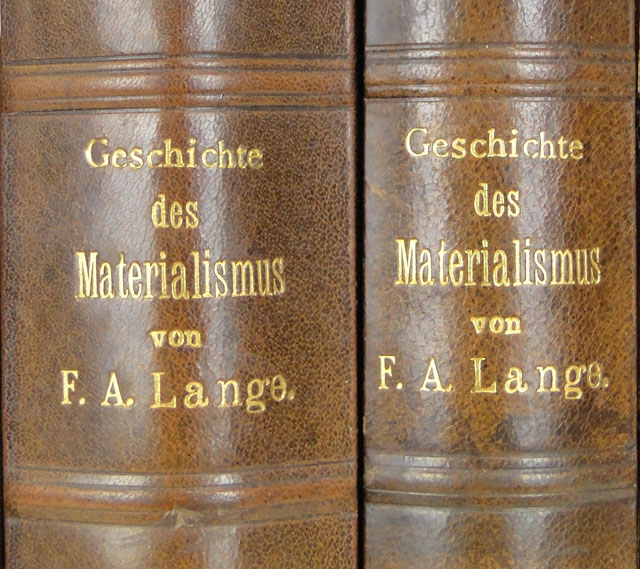 Geschichte
des
Materialismus
von
F. A. Lange.
Geschichte
des
Materialismus
von
F. A. Lange.